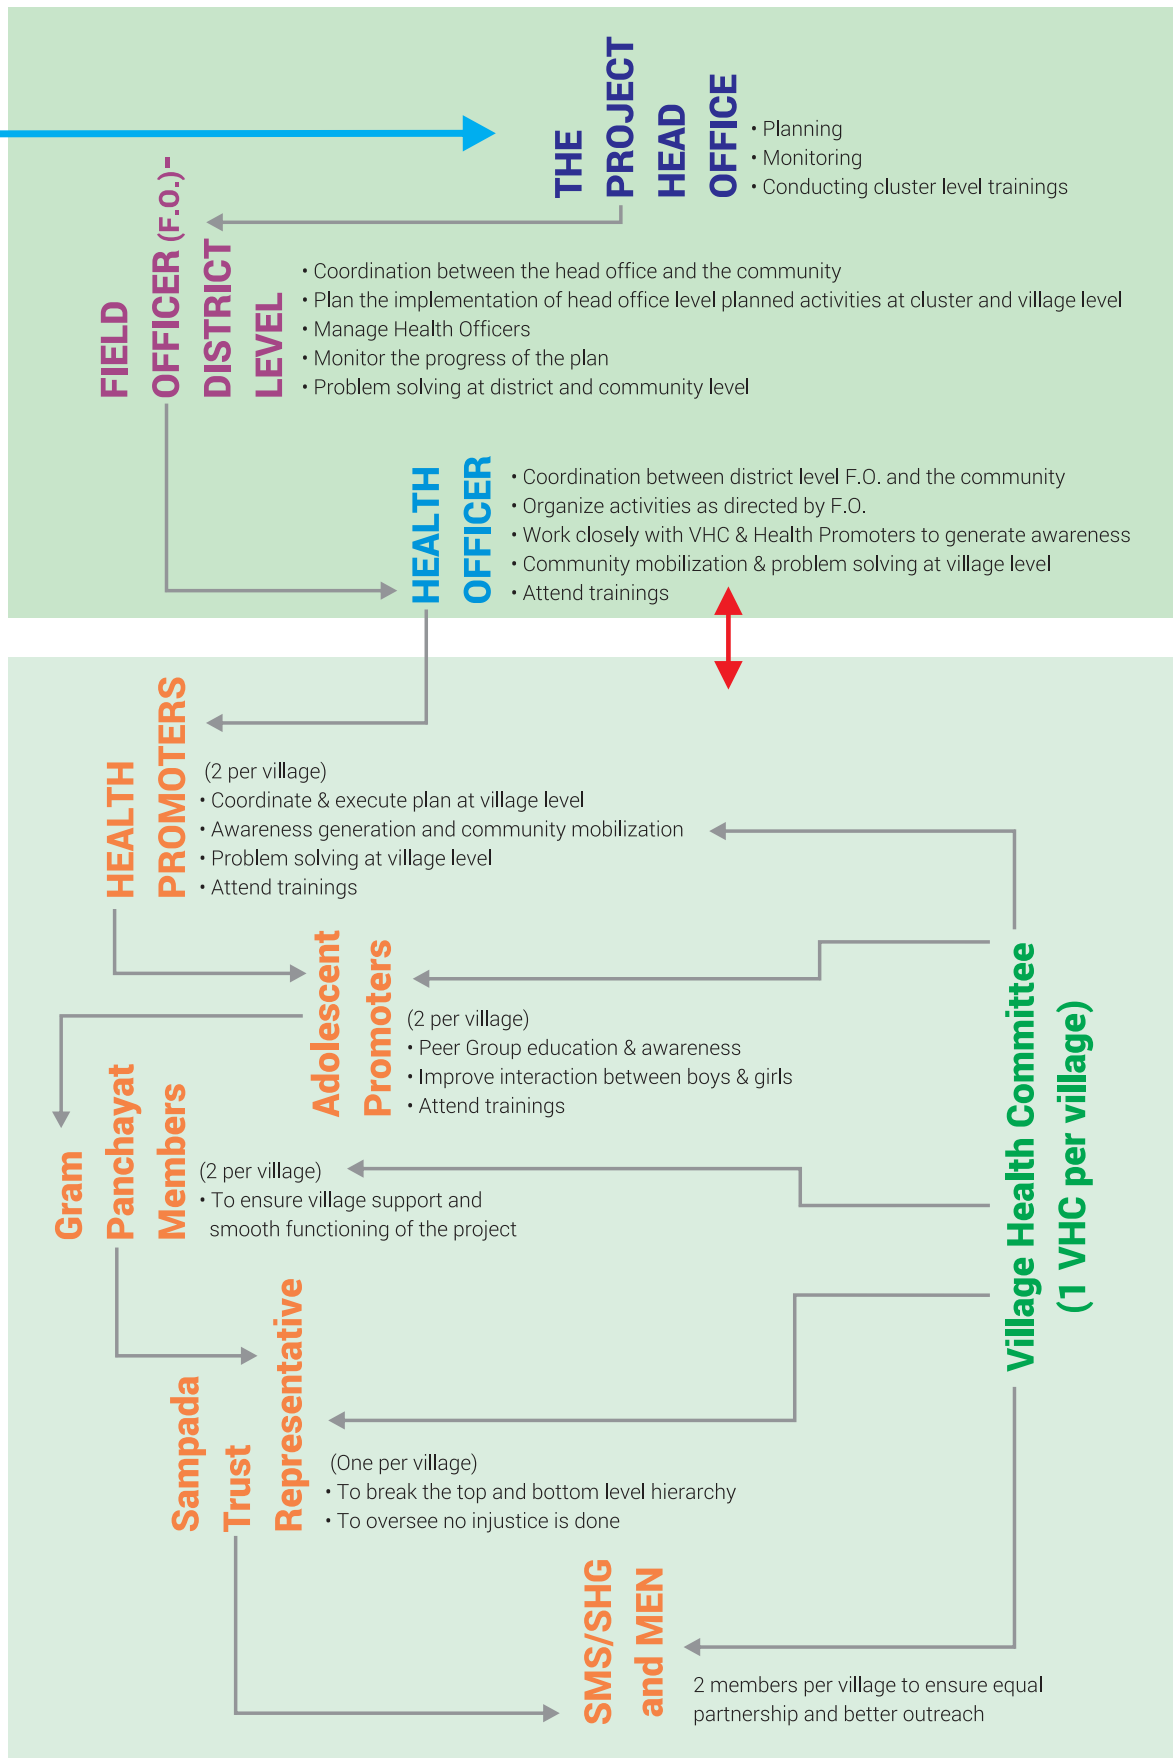 THE
PROJECT
HEAD
OFFICE
• Planning
• Monitoring
• Conducting cluster level trainings
FIELD
OFFICER (F.O.)-
DISTRICT
LEVEL
• Coordination between the head office and the community
• Plan the implementation of head office level planned activities at cluster and village level
• Manage Health Officers
• Monitor the progress of the plan
• Problem solving at district and community level
HEALTH
OFFICER
• Coordination between district level F.O. and the community
• Organize activities as directed by F.O.
• Work closely with VHC & Health Promoters to generate awareness
• Community mobilization & problem solving at village level
• Attend trainings
HEALTH
PROMOTERS
(2 per village)
• Coordinate & execute plan at village level
• Awareness generation and community mobilization
• Problem solving at village level
• Attend trainings
Adolescent
Promoters
(2 per village)
• Peer Group education & awareness
• Improve interaction between boys & girls
• Attend trainings
Gram
Panchayat
Members
(2 per village)
• To ensure village support and
smooth functioning of the project
Sampada
Trust
Representative
(One per village)
• To break the top and bottom level hierarchy
• To oversee no injustice is done
SMS/SHG
and MEN
2 members per village to ensure equal
partnership and better outreach
Village Health Committee
(1 VHC per village)